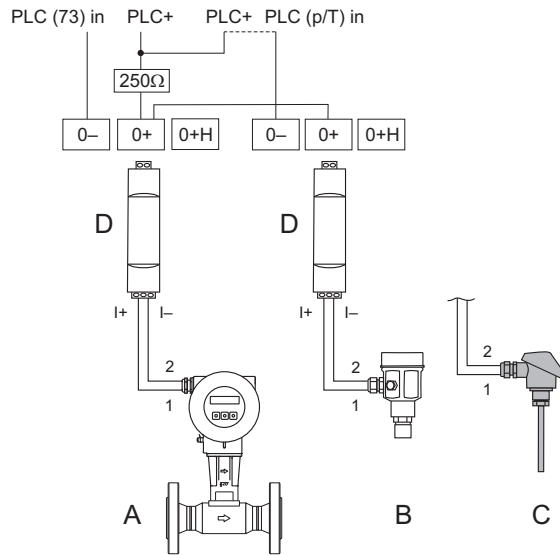 PLC (73) in PLC+ PLC+ PLC (p/T) in
250Ω
0– 0+ 0+H 0– 0+ 0+H
D D
I+ I– I+ I–
2 2 2
1 1 1
A B C